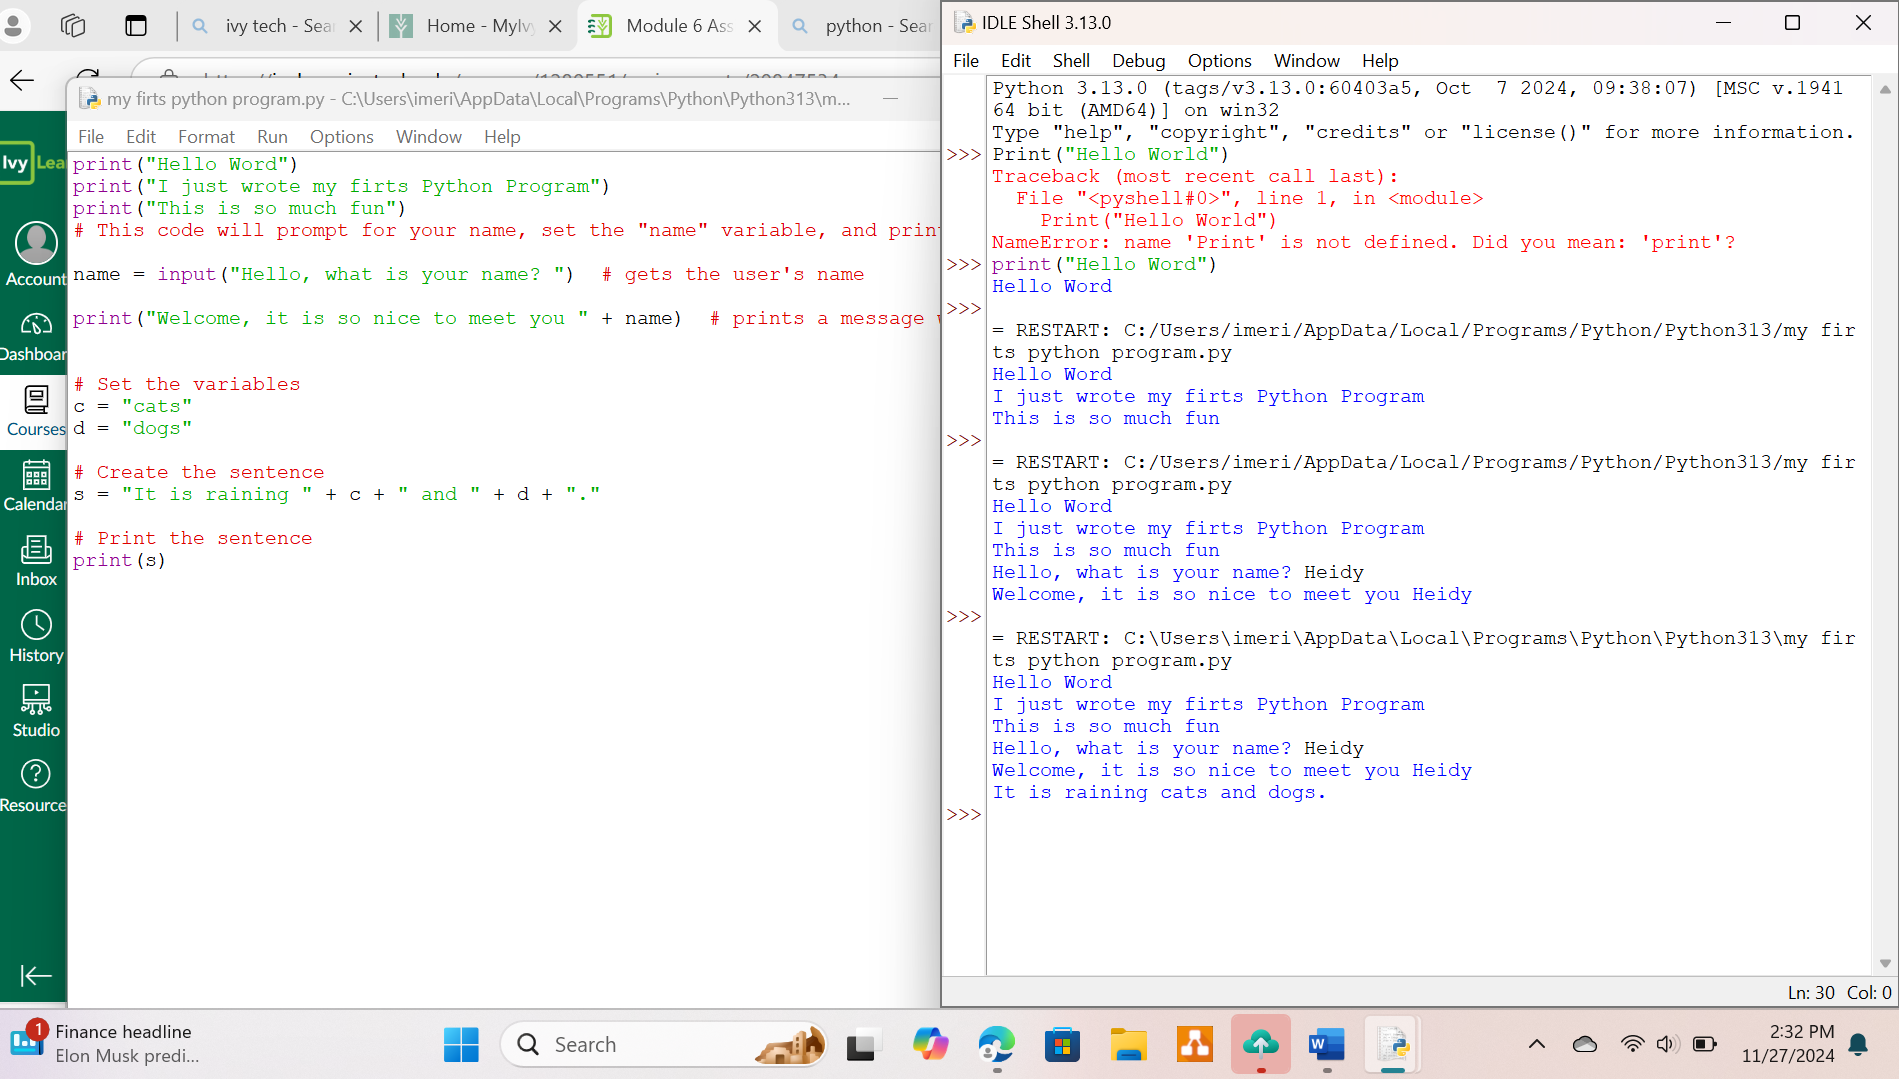 ivy tech - Sear
Home - MyIvy
Module 6 Ass
python - Sear
my firts python program.py - C:\Users\imeri\AppData\Local\Programs\Python\Python313\m...
File Edit Format Run Options Window Help
print("Hello Word")
print("I just wrote my firts Python Program")
print("This is so much fun")
# This code will prompt for your name, set the "name" variable, and prin
name = input("Hello, what is your name? ")  # gets the user's name
print("Welcome, it is so nice to meet you " + name)  # prints a message
# Set the variables
c = "cats"
d = "dogs"
# Create the sentence
s = "It is raining " + c + " and " + d + "."
# Print the sentence
print(s)
Ivy Lea
Account
Dashboar
Courses
Calendar
Inbox
History
Studio
Resource
IDLE Shell 3.13.0
File Edit Shell Debug Options Window Help
Python 3.13.0 (tags/v3.13.0:60403a5, Oct  7 2024, 09:38:07) [MSC v.1941
64 bit (AMD64)] on win32
Type "help", "copyright", "credits" or "license()" for more information.
>>> Print("Hello World")
Traceback (most recent call last):
  File "<pyshell#0>", line 1, in <module>
    Print("Hello World")
NameError: name 'Print' is not defined. Did you mean: 'print'?
>>> print("Hello Word")
Hello Word
>>>
= RESTART: C:/Users/imeri/AppData/Local/Programs/Python/Python313/my fir
ts python program.py
Hello Word
I just wrote my firts Python Program
This is so much fun
>>>
= RESTART: C:/Users/imeri/AppData/Local/Programs/Python/Python313/my fir
ts python program.py
Hello Word
I just wrote my firts Python Program
This is so much fun
Hello, what is your name? Heidy
Welcome, it is so nice to meet you Heidy
>>>
= RESTART: C:\Users\imeri\AppData\Local\Programs\Python\Python313\my fir
ts python program.py
Hello Word
I just wrote my firts Python Program
This is so much fun
Hello, what is your name? Heidy
Welcome, it is so nice to meet you Heidy
It is raining cats and dogs.
>>>
Ln: 30 Col: 0
1
Finance headline
Elon Musk predi...
Search
W
2:32 PM
11/27/2024